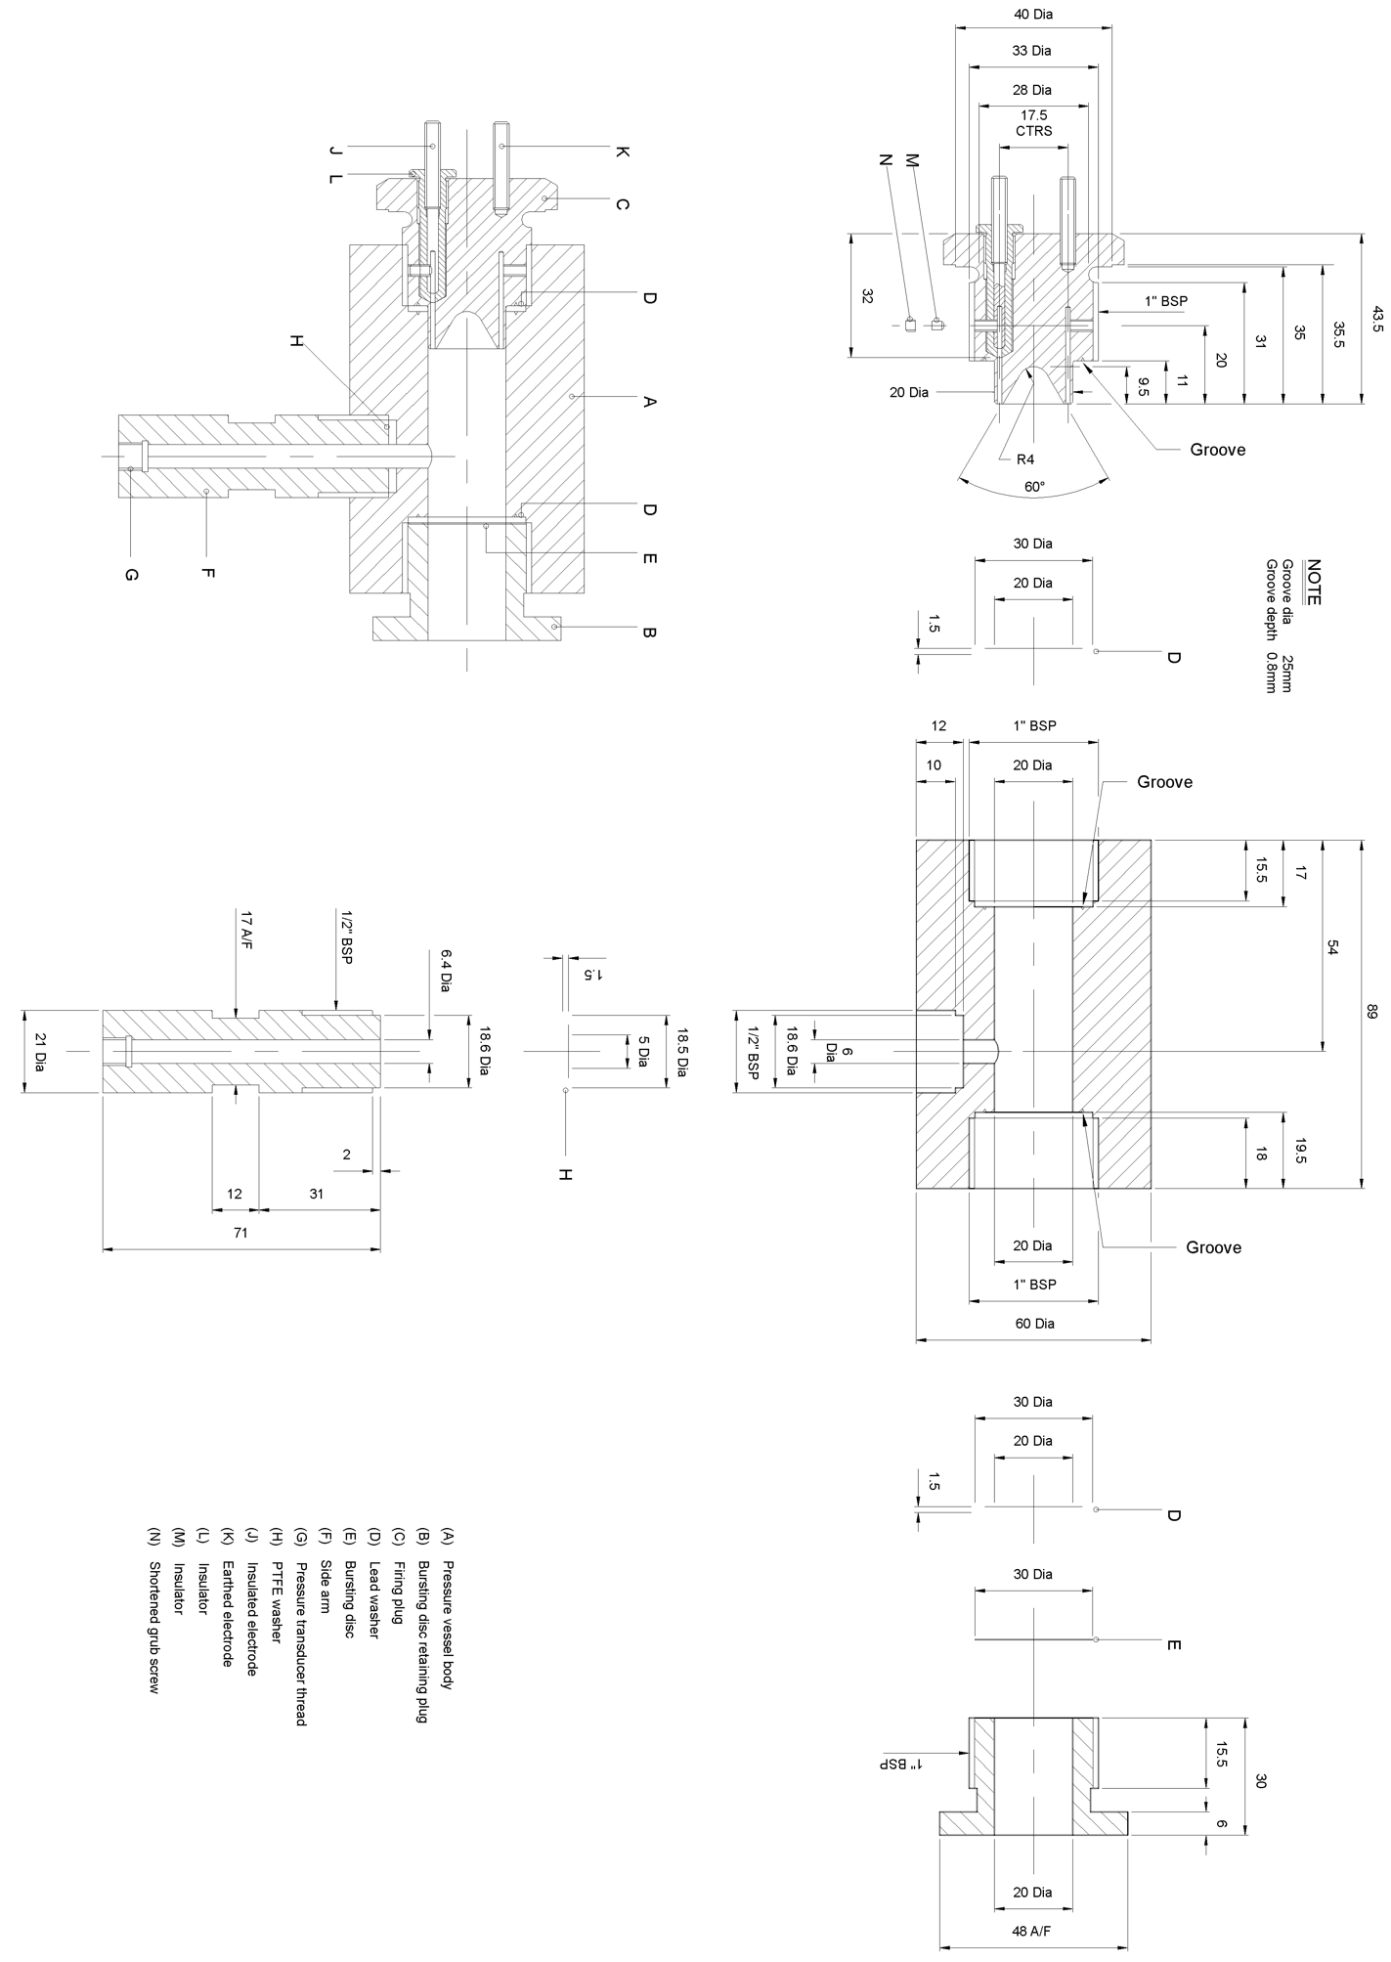 40 Dia
33 Dia
28 Dia
17.5
CTRS
N
M
J
L
K
C
32
20 Dia
1" BSP
43.5
35.5
35
31
20
11
9.5
Groove
R4
60°
D
H
A
D
E
G
F
B
NOTE
Groove dia 25mm
Groove depth 0.8mm
30 Dia
20 Dia
1.5
D
12
1" BSP
10
20 Dia
Groove
15.5
17
54
89
6
Dia
18.6 Dia
1/2" BSP
18
19.5
Groove
20 Dia
1" BSP
60 Dia
17 A/F
1/2" BSP
6.4 Dia
18.6 Dia
21 Dia
2
12
31
71
1.5
5 Dia
18.5 Dia
H
30 Dia
20 Dia
1.5
D
30 Dia
E
1" BSP
15.5
30
6
20 Dia
48 A/F
(A) Pressure vessel body
(B) Bursting disc retaining plug
(C) Firing plug
(D) Lead washer
(E) Bursting disc
(F) Side arm
(G) Pressure transducer thread
(H) PTFE washer
(J) Insulated electrode
(K) Earthed electrode
(L) Insulator
(M) Insulator
(N) Shortened grub screw